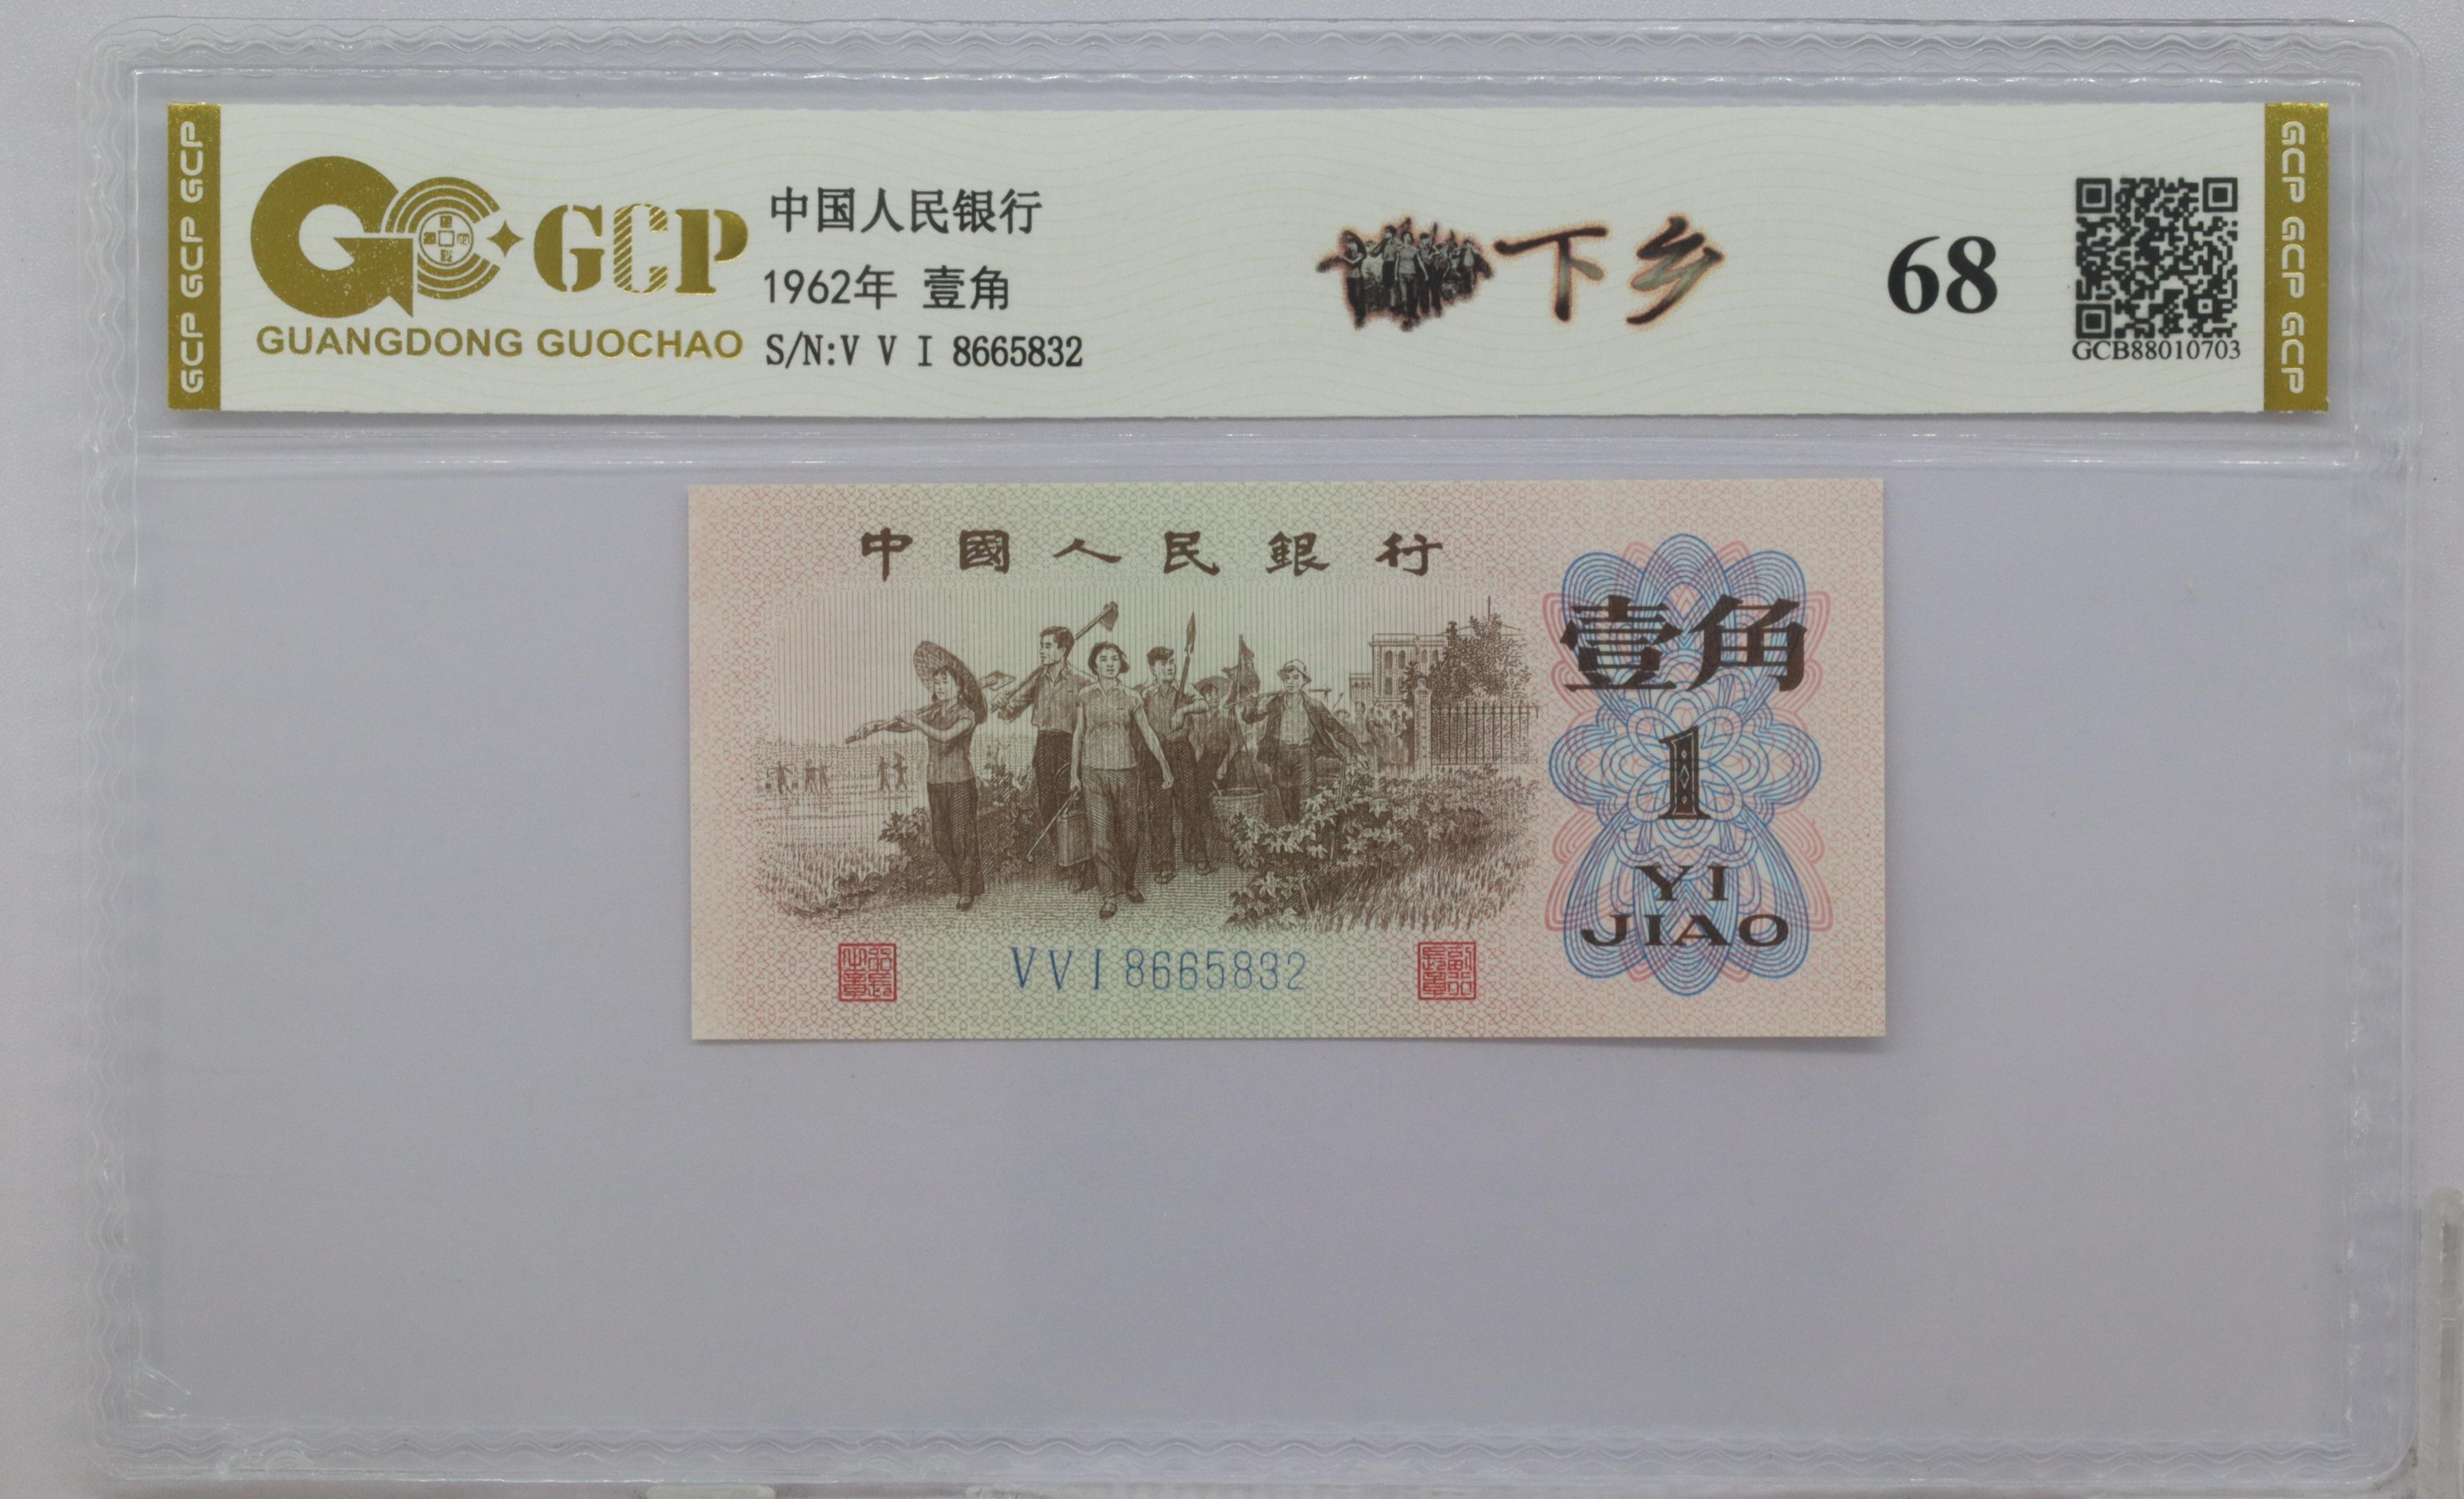 GCP GCP GCP
GCP
GUANGDONG GUOCHAO
中国人民银行
1962年 壹角
S/N:V V I 8665832
下乡
68
GCB88010703
GCP GCP GCP
中國人民銀行
壹角
1
YI
JIAO
VVI8665832